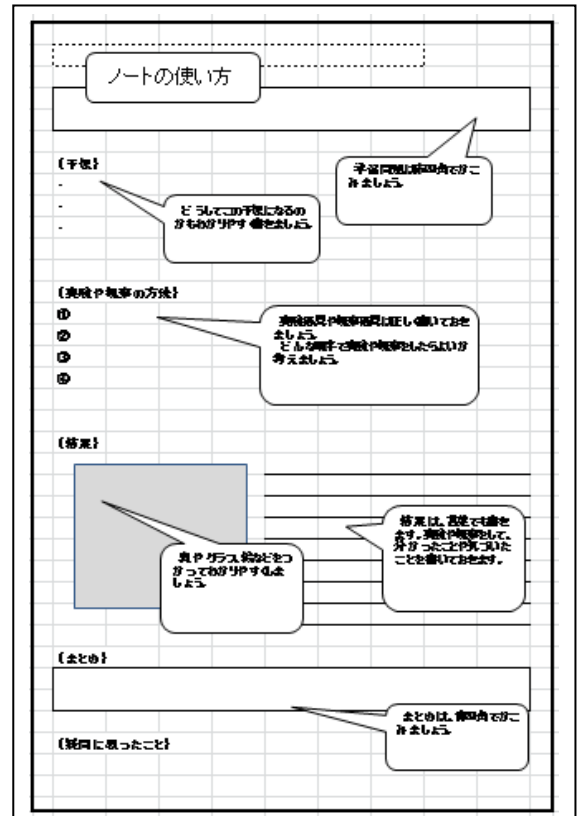 ノートの使い方
学習問題は赤四角でかこ
みましょう。
〔予想〕
・
・
・
どうしてこの予想になるの
かもわかりやすく書きましょう。
〔実験や観察の方法〕
①
②
③
④
実験器具や観察器具は正しく書いておき
ましょう。
どんな順序で実験や観察をしたらよいか
考えましょう。
〔結果〕
表やグラフ、絵などをつ
かってわかりやすくしま
しょう。
結果は、言葉でも書き
ます。実験や観察をして、
分かったことや気づいた
ことを書いておきます。
〔まとめ〕
まとめは、青四角でかこ
みましょう。
〔疑問に思ったこと〕